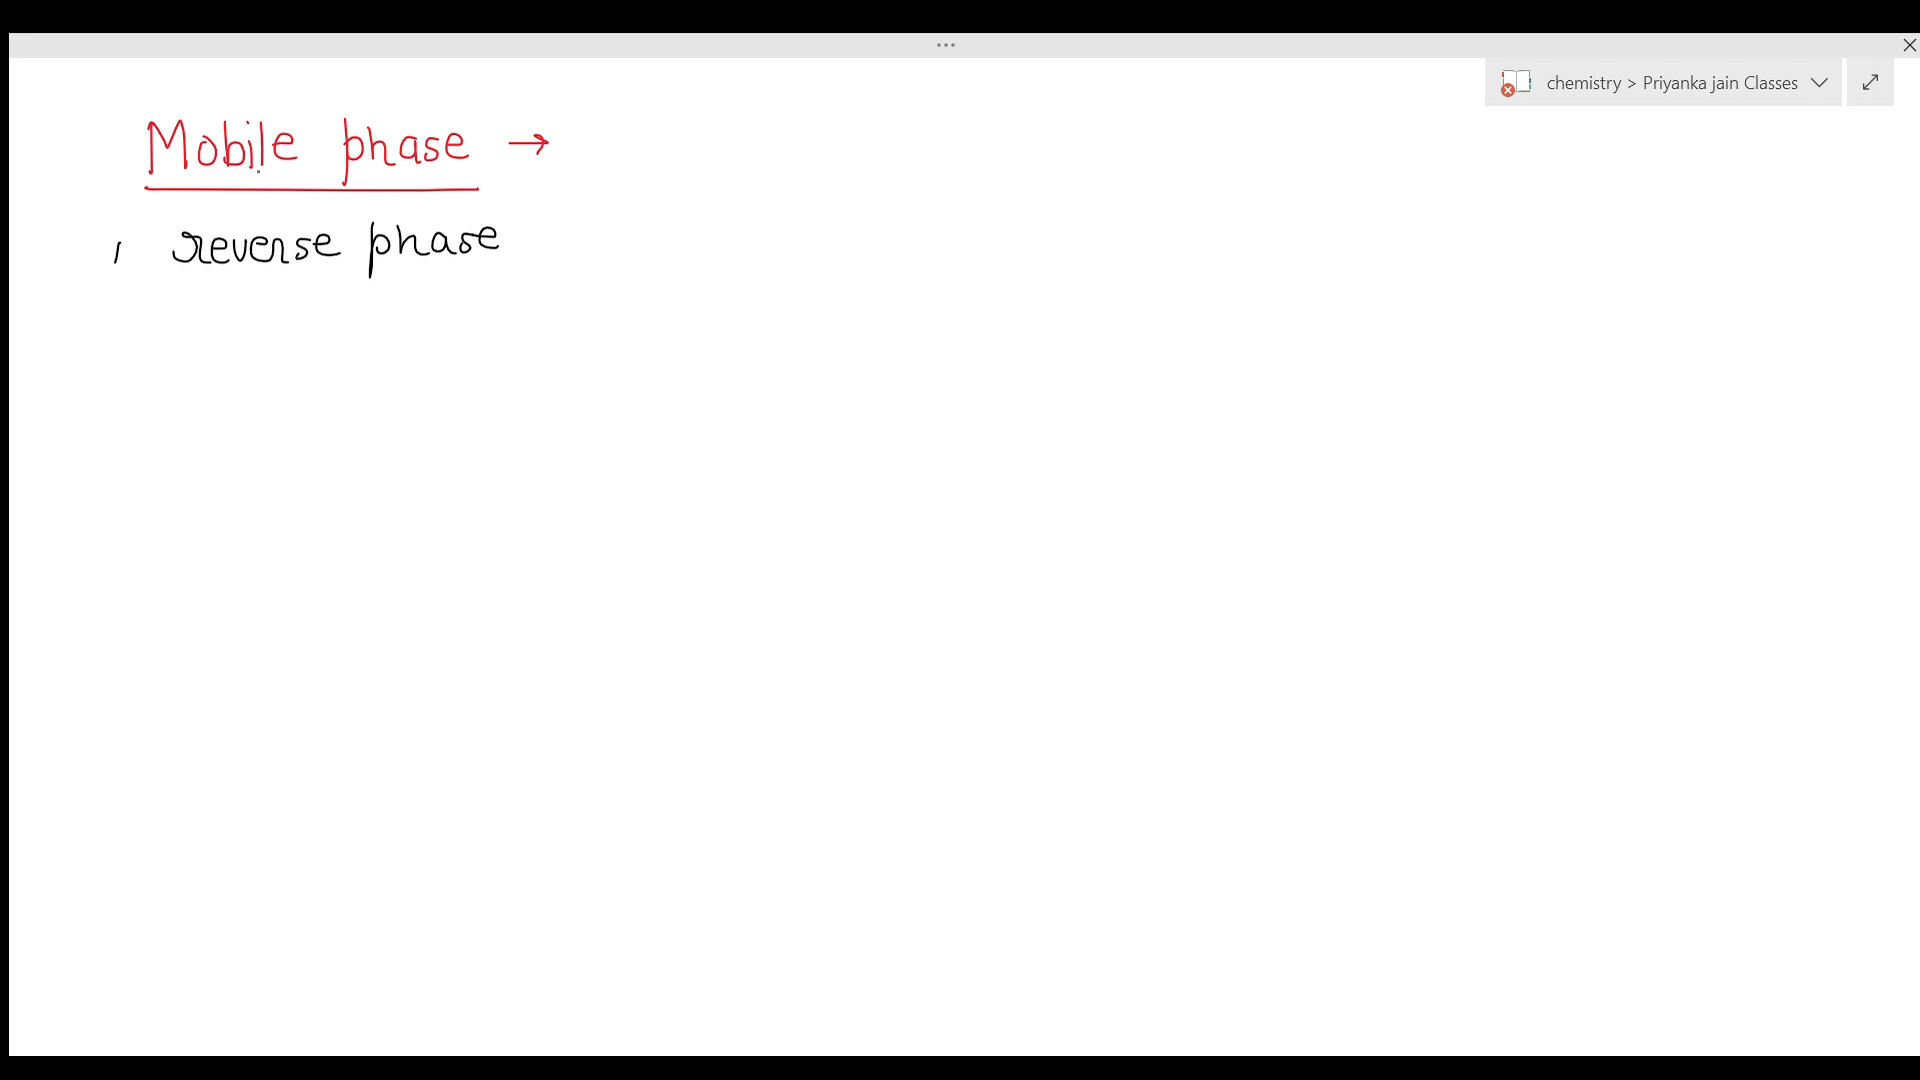 ...
chemistry > Priyanka jain Classes
Mobile phase →
1 reverse phase